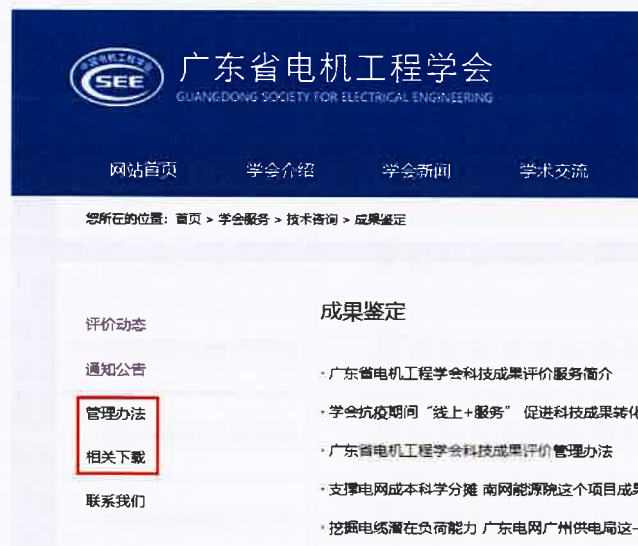 SEE
广东省电机工程学会
GUANGDONG SOCIETY FOR ELECTRICAL ENGINEERING
网站首页 学会介绍 学会新闻 学术交流
您所在的位置：首页 > 学会服务 > 技术咨询 > 成果鉴定
成果鉴定
评价动态
通知公告
· 广东省电机工程学会科技成果评价服务简介
管理办法
· 学会抗疫期间“线上+服务” 促进科技成果转化
· 广东省电机工程学会科技成果评价管理办法
相关下载
· 支撑电网成本科学分摊 南网能源院这个项目成果
联系我们
· 挖掘电缆潜在负荷能力 广东电网广州供电局这一